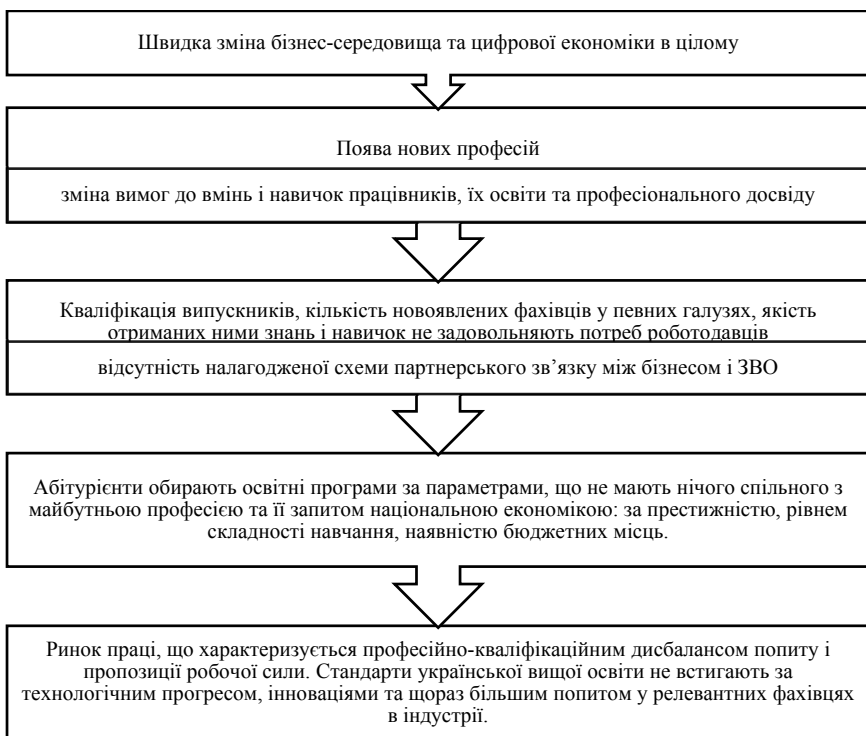 Швидка зміна бізнес-середовища та цифрової економіки в цілому
Поява нових професій
зміна вимог до вмінь і навичок працівників, їх освіти та професіонального досвіду
Кваліфікація випускників, кількість новоявлених фахівців у певних галузях, якість
отриманих ними знань і навичок не задовольняють потреб роботодавців
відсутність налагодженої схеми партнерського зв’язку між бізнесом і ЗВО
Абітурієнти обирають освітні програми за параметрами, що не мають нічого спільного з
майбутньою професією та її запитом національною економікою: за престижністю, рівнем
складності навчання, наявністю бюджетних місць.
Ринок праці, що характеризується професійно-кваліфікаційним дисбалансом попиту і
пропозиції робочої сили. Стандарти української вищої освіти не встигають за
технологічним прогресом, інноваціями та щораз більшим попитом у релевантних фахівцях
в індустрії.